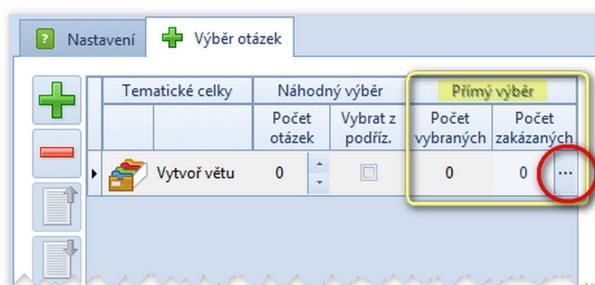 Nastavení Výběr otázek
Tematické celky Náhodný výběr Přímý výběr
Počet otázek Vybrat z podříz. Počet vybraných Počet zakázaných
Vytvoř větu 0 0 0 ...